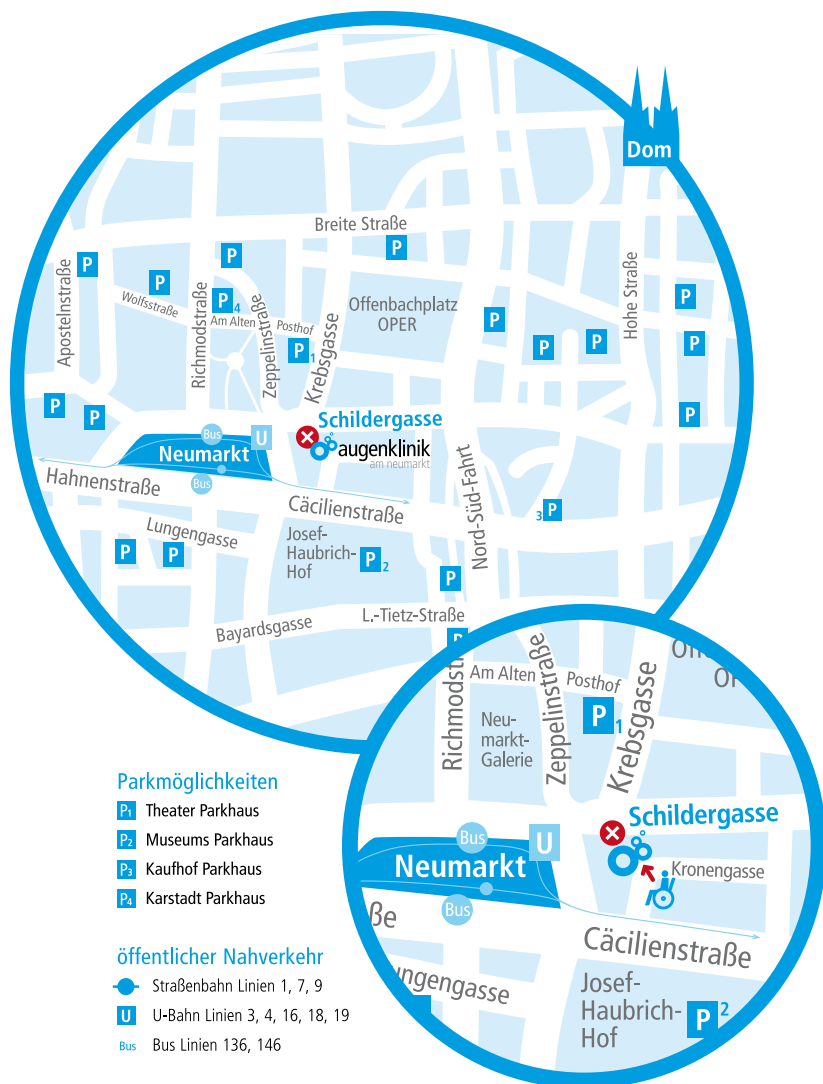 Dom
Breite Straße
P
P
P
P
P
P4
Apostelnstraße
Wolfsstraße
Richmodstraße
Am Alten Posthof
Zeppelinstraße
P1
Krebsgasse
Offenbachplatz
OPER
P
P
P
Hohe Straße
P
P
P
P
P
Schildergasse
Bus
U
augenklinik
am neumarkt
Neumarkt
Bus
Hahnenstraße
Cäcilienstraße
Nord-Süd-Fahrt
3P
Lungengasse
P
P
Josef-
Haubrich-
Hof
P2
P
L.-Tietz-Straße
Bayardsgasse
P
Am Alten Posthof
Richmodst
Zeppelinstraße
P1
Krebsgasse
OP
Neu-
markt-
Galerie
Schildergasse
Bus
U
Neumarkt
Kronengasse
Bus
ße
Cäcilienstraße
ungengasse
Josef-
Haubrich-
Hof
P2
Parkmöglichkeiten
P1 Theater Parkhaus
P2 Museums Parkhaus
P3 Kaufhof Parkhaus
P4 Karstadt Parkhaus
öffentlicher Nahverkehr
Straßenbahn Linien 1, 7, 9
U U-Bahn Linien 3, 4, 16, 18, 19
Bus Bus Linien 136, 146